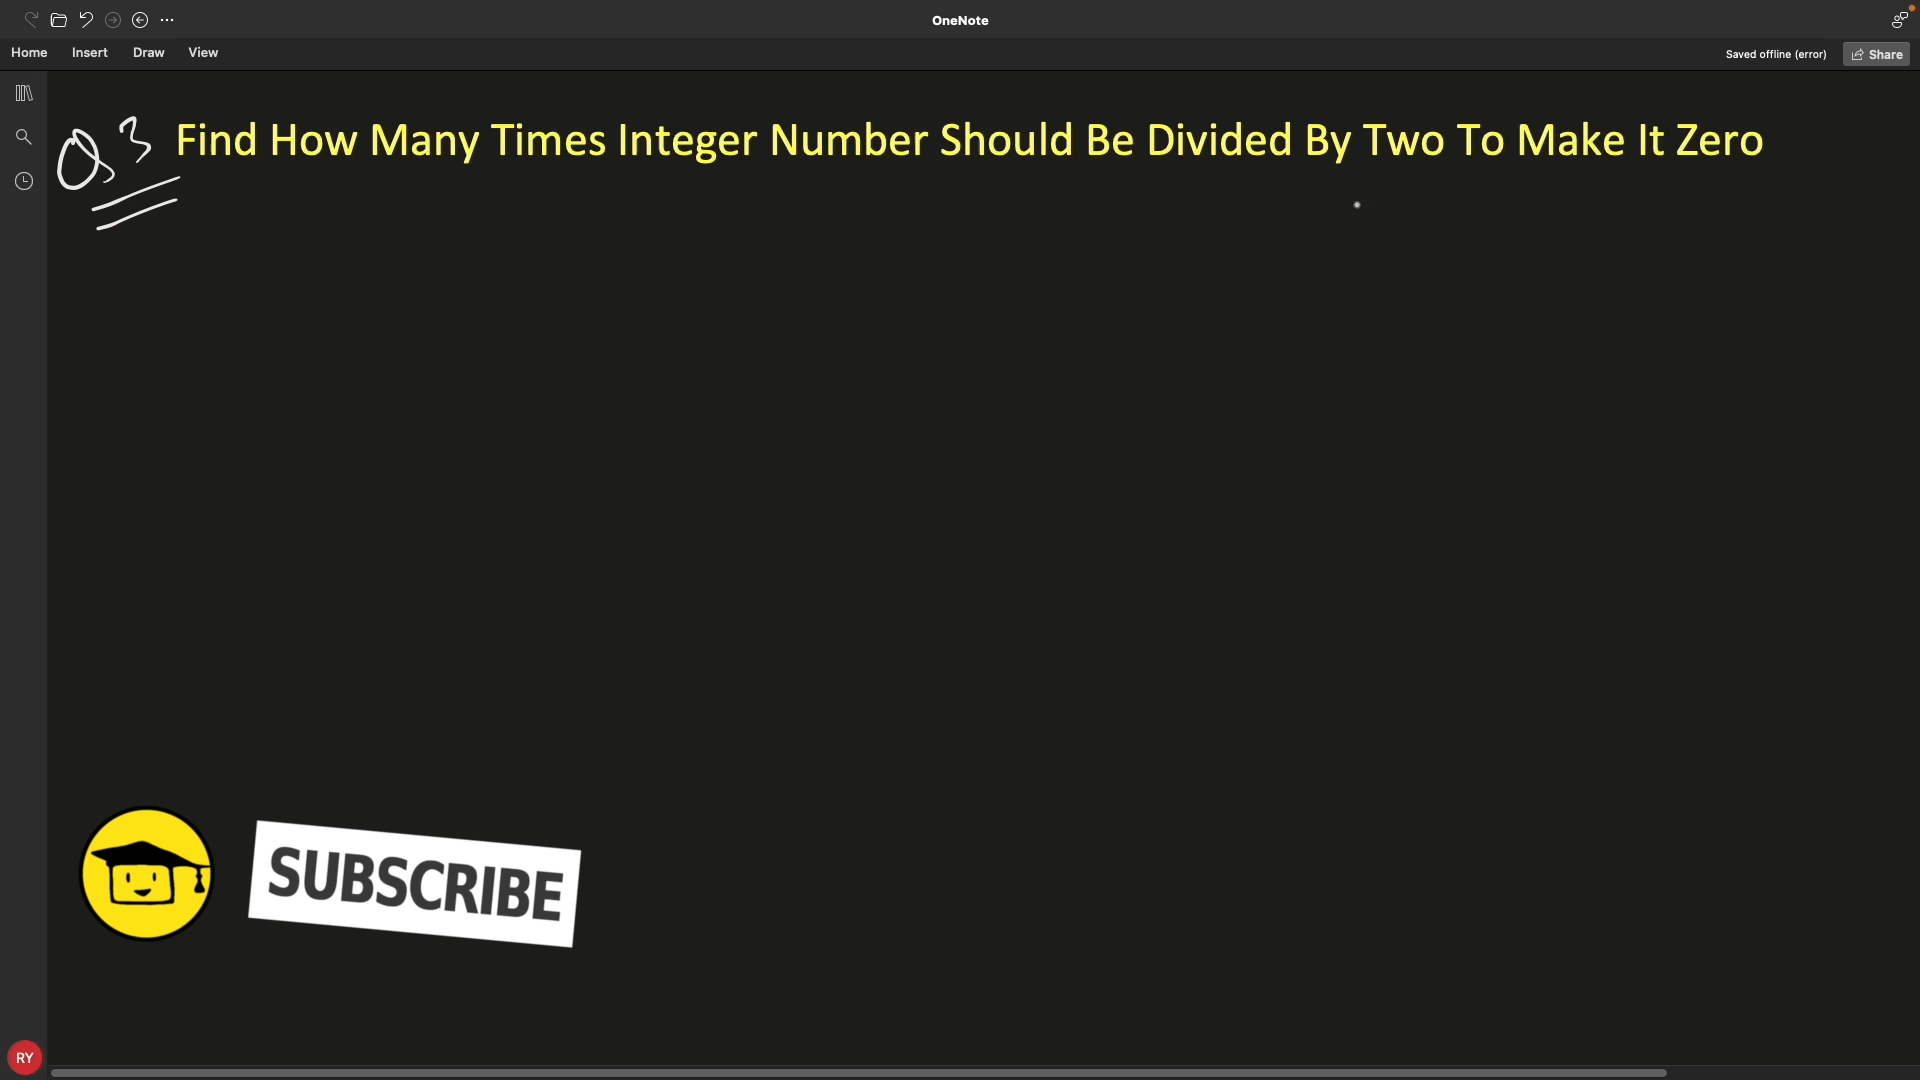 OneNote
Home Insert Draw View
Saved offline (error) Share
Q3 Find How Many Times Integer Number Should Be Divided By Two To Make It Zero
SUBSCRIBE
RY